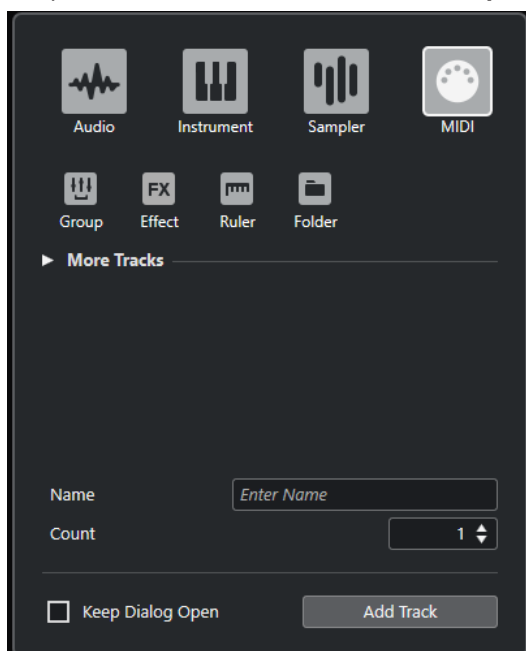 Audio Instrument Sampler MIDI
FX
Group Effect Ruler Folder
More Tracks
Name Enter Name
Count 1
Keep Dialog Open Add Track